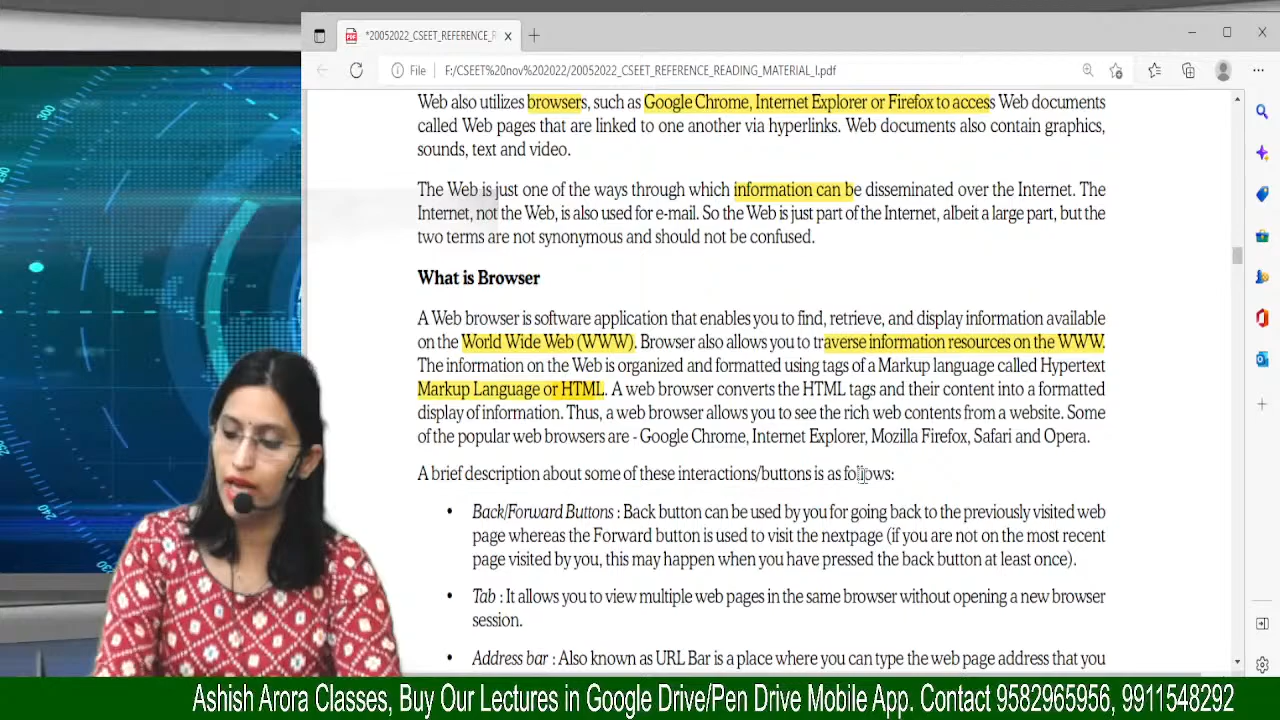 *20052022_CSEET_REFERENCE_R
File
F:/CSEET%20nov%202022/20052022_CSEET_REFERENCE_READING_MATERIAL_I.pdf
Web also utilizes browsers, such as Google Chrome, Internet Explorer or Firefox to access Web documents
called Web pages that are linked to one another via hyperlinks. Web documents also contain graphics,
sounds, text and video.
The Web is just one of the ways through which information can be disseminated over the Internet. The
Internet, not the Web, is also used for e-mail. So the Web is just part of the Internet, albeit a large part, but the
two terms are not synonymous and should not be confused.
What is Browser
A Web browser is software application that enables you to find, retrieve, and display information available
on the World Wide Web (WWW). Browser also allows you to traverse information resources on the WWW.
The information on the Web is organized and formatted using tags of a Markup language called Hypertext
Markup Language or HTML. A web browser converts the HTML tags and their content into a formatted
display of information. Thus, a web browser allows you to see the rich web contents from a website. Some
of the popular web browsers are - Google Chrome, Internet Explorer, Mozilla Firefox, Safari and Opera.
A brief description about some of these interactions/buttons is as follows:
• Back/Forward Buttons : Back button can be used by you for going back to the previously visited web
page whereas the Forward button is used to visit the nextpage (if you are not on the most recent
page visited by you, this may happen when you have pressed the back button at least once).
• Tab : It allows you to view multiple web pages in the same browser without opening a new browser
session.
• Address bar : Also known as URL Bar is a place where you can type the web page address that you
300
290
240
230
Ashish Arora Classes, Buy Our Lectures in Google Drive/Pen Drive Mobile App. Contact 9582965956, 9911548292